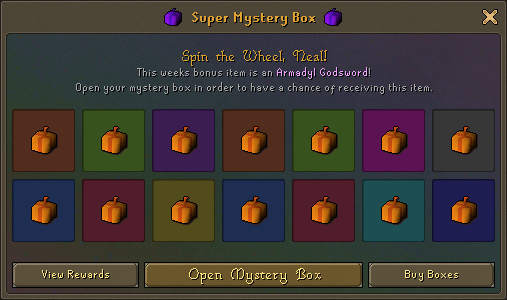 Super Mystery Box
Spin the Wheel, Neal!
This weeks bonus item is an Armadyl Godsword!
Open your mystery box in order to have a chance of receiving this item.
View Rewards
Open Mystery Box
Buy Boxes